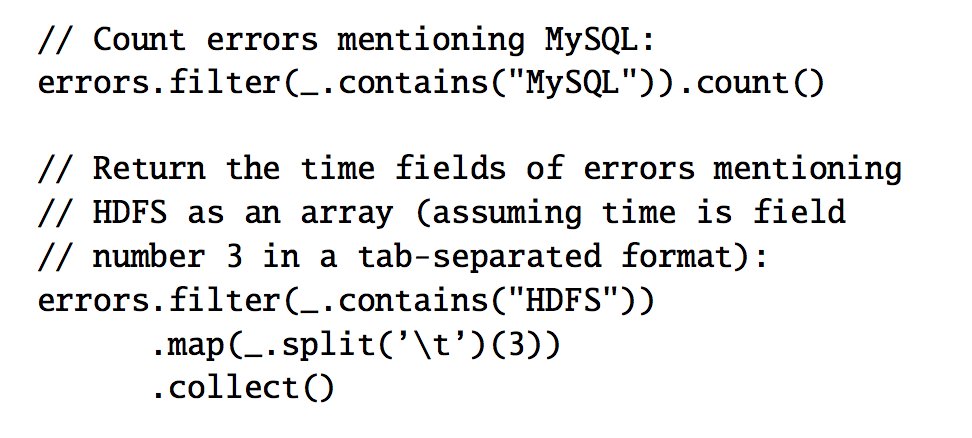 // Count errors mentioning MySQL:
errors.filter(_.contains("MySQL")).count()
// Return the time fields of errors mentioning
// HDFS as an array (assuming time is field
// number 3 in a tab-separated format):
errors.filter(_.contains("HDFS"))
.map(_.split(’\t’)(3))
.collect()